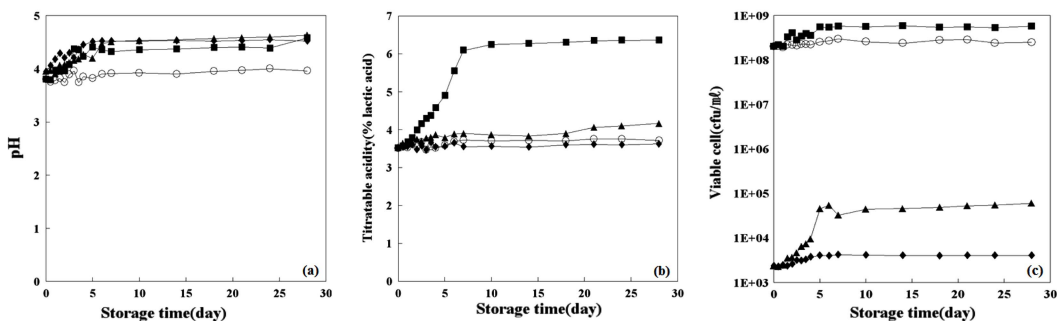 5
4
3
2
1
0
pH
0 5 10 15 20 25 30
Storage time(day)
(a)
7
6
5
4
3
2
1
0
Titratable acidity(% lactic acid)
0 5 10 15 20 25 30
Storage time(day)
(b)
1E+09
1E+08
1E+07
1E+06
1E+05
1E+04
1E+03
Viable cell(cfu/㎖)
0 5 10 15 20 25 30
Storage time(day)
(c)